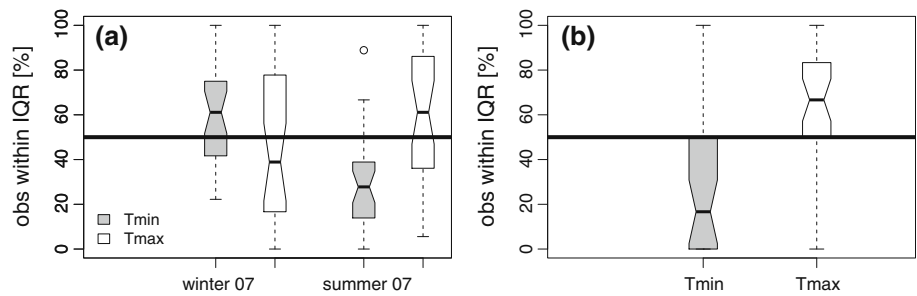 (a)
obs within IQR [%]
100
80
60
40
20
0
Tmin
Tmax
winter 07
summer 07
(b)
obs within IQR [%]
100
80
60
40
20
0
Tmin
Tmax